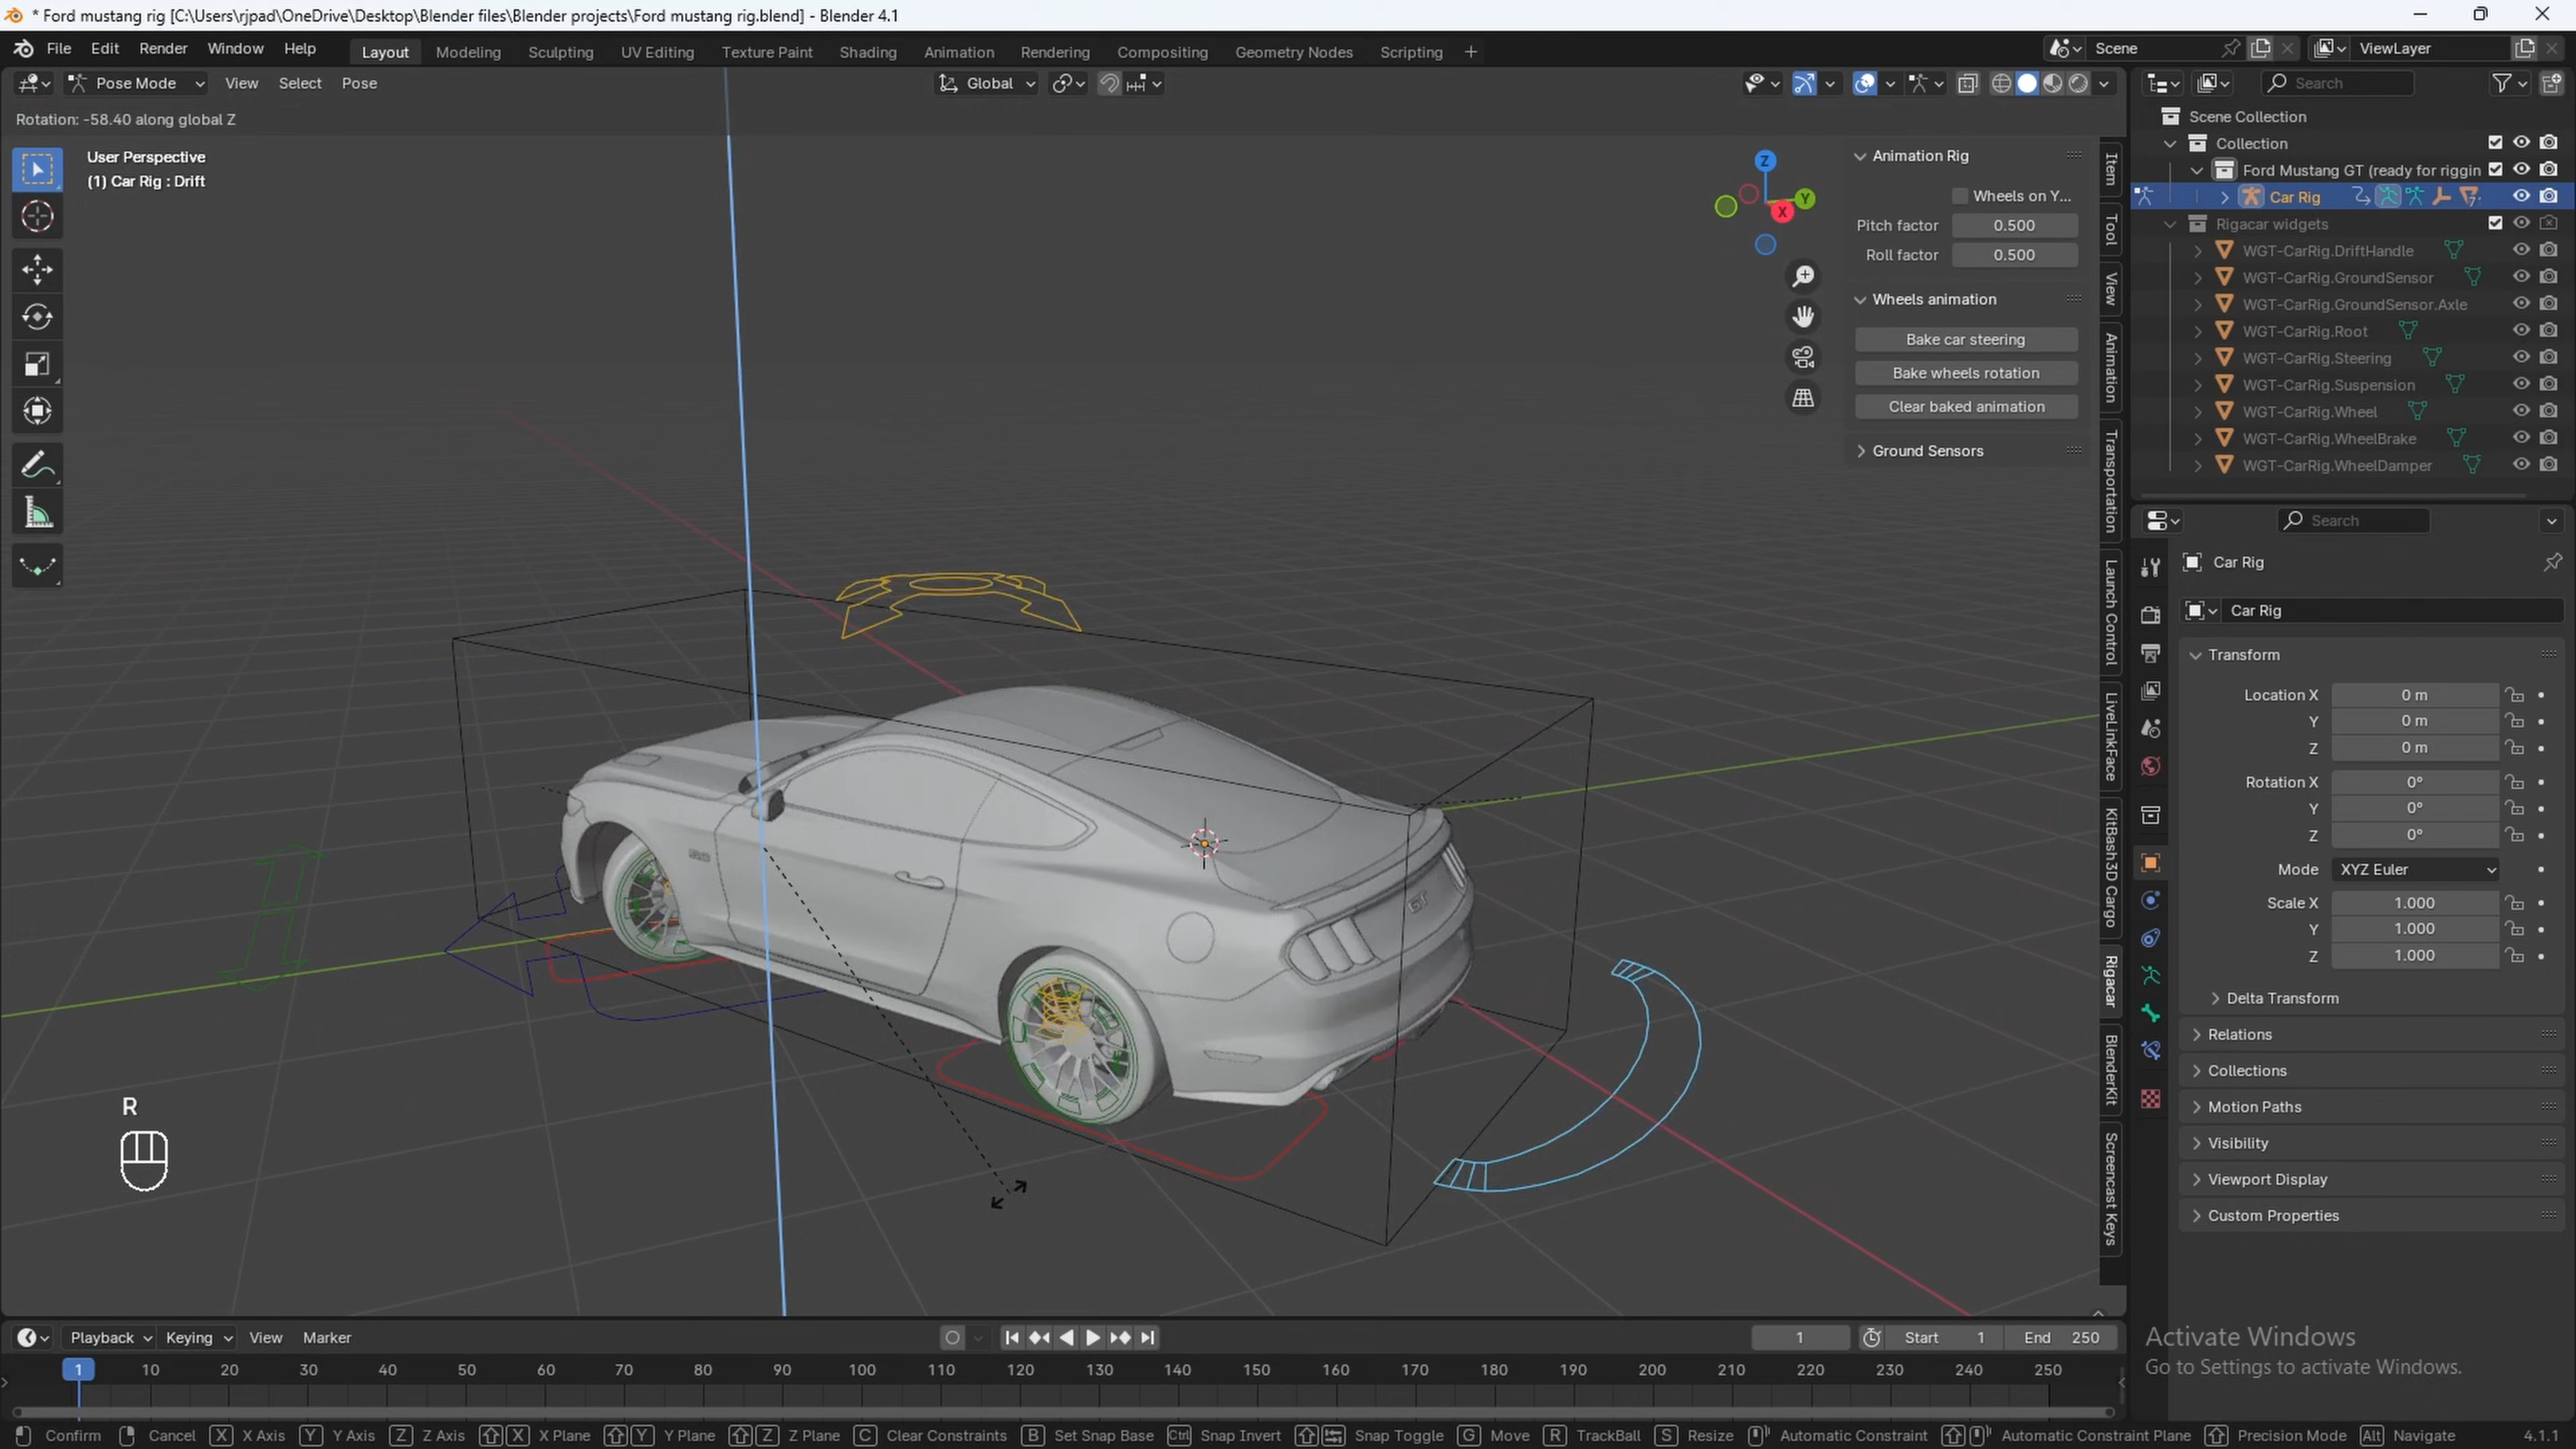 * Ford mustang rig [C:\Users\rjpad\OneDrive\Desktop\Blender files\Blender projects\Ford mustang rig.blend] - Blender 4.1
File Edit Render Window Help Layout Modeling Sculpting UV Editing Texture Paint Shading Animation Rendering Compositing Geometry Nodes Scripting + Scene ViewLayer
Pose Mode View Select Pose Global Search
Rotation: -58.40 along global Z
User Perspective
(1) Car Rig : Drift
Z
Y
X
Animation Rig
Wheels on Y...
Pitch factor 0.500
Roll factor 0.500
Wheels animation
Bake car steering
Bake wheels rotation
Clear baked animation
Ground Sensors
Item
Tool
View
Animation
Transportation
Launch Control
LiveLinkFace
KitBash3D Cargo
Rigacar
BlenderKit
Screencast Keys
Scene Collection
Collection
Ford Mustang GT (ready for riggin
Car Rig
Rigacar widgets
WGT-CarRig.DriftHandle
WGT-CarRig.GroundSensor
WGT-CarRig.GroundSensor.Axle
WGT-CarRig.Root
WGT-CarRig.Steering
WGT-CarRig.Suspension
WGT-CarRig.Wheel
WGT-CarRig.WheelBrake
WGT-CarRig.WheelDamper
Search
Car Rig
Car Rig
Transform
Location X 0 m
Y 0 m
Z 0 m
Rotation X 0°
Y 0°
Z 0°
Mode XYZ Euler
Scale X 1.000
Y 1.000
Z 1.000
Delta Transform
Relations
Collections
Motion Paths
Visibility
Viewport Display
Custom Properties
5.0
GT
R
Activate Windows
Go to Settings to activate Windows.
Playback Keying View Marker 1 Start 1 End 250
1 10 20 30 40 50 60 70 80 90 100 110 120 130 140 150 160 170 180 190 200 210 220 230 240 250
Confirm Cancel X X Axis Y Y Axis Z Z Axis X X Plane Y Y Plane Z Z Plane C Clear Constraints B Set Snap Base Ctrl Snap Invert Snap Toggle G Move R TrackBall S Resize Automatic Constraint Automatic Constraint Plane Precision Mode Alt Navigate 4.1.1